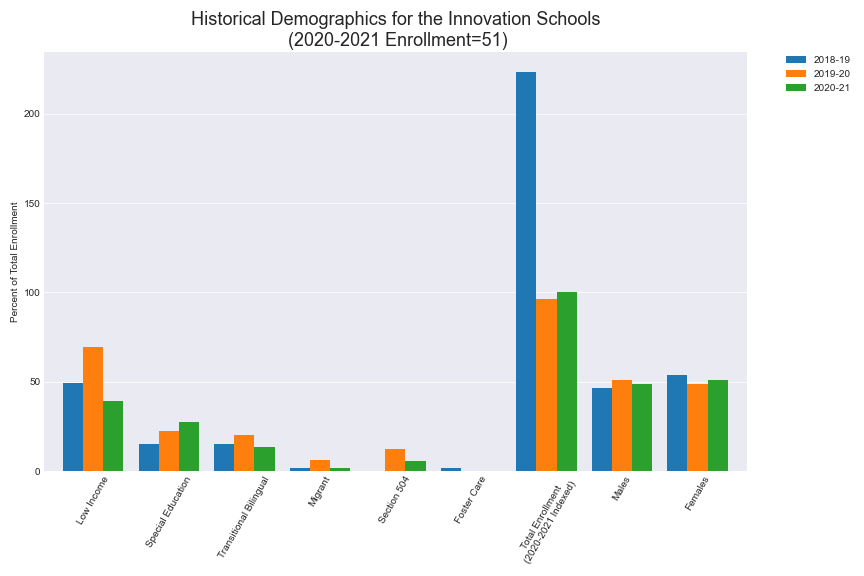 Historical Demographics for the Innovation Schools
(2020-2021 Enrollment=51)
2018-19
2019-20
2020-21
Percent of Total Enrollment
200
150
100
50
0
Low Income
Special Education
Transitional Bilingual
Migrant
Section 504
Foster Care
Total Enrollment
(2020-2021 Indexed)
Males
Females